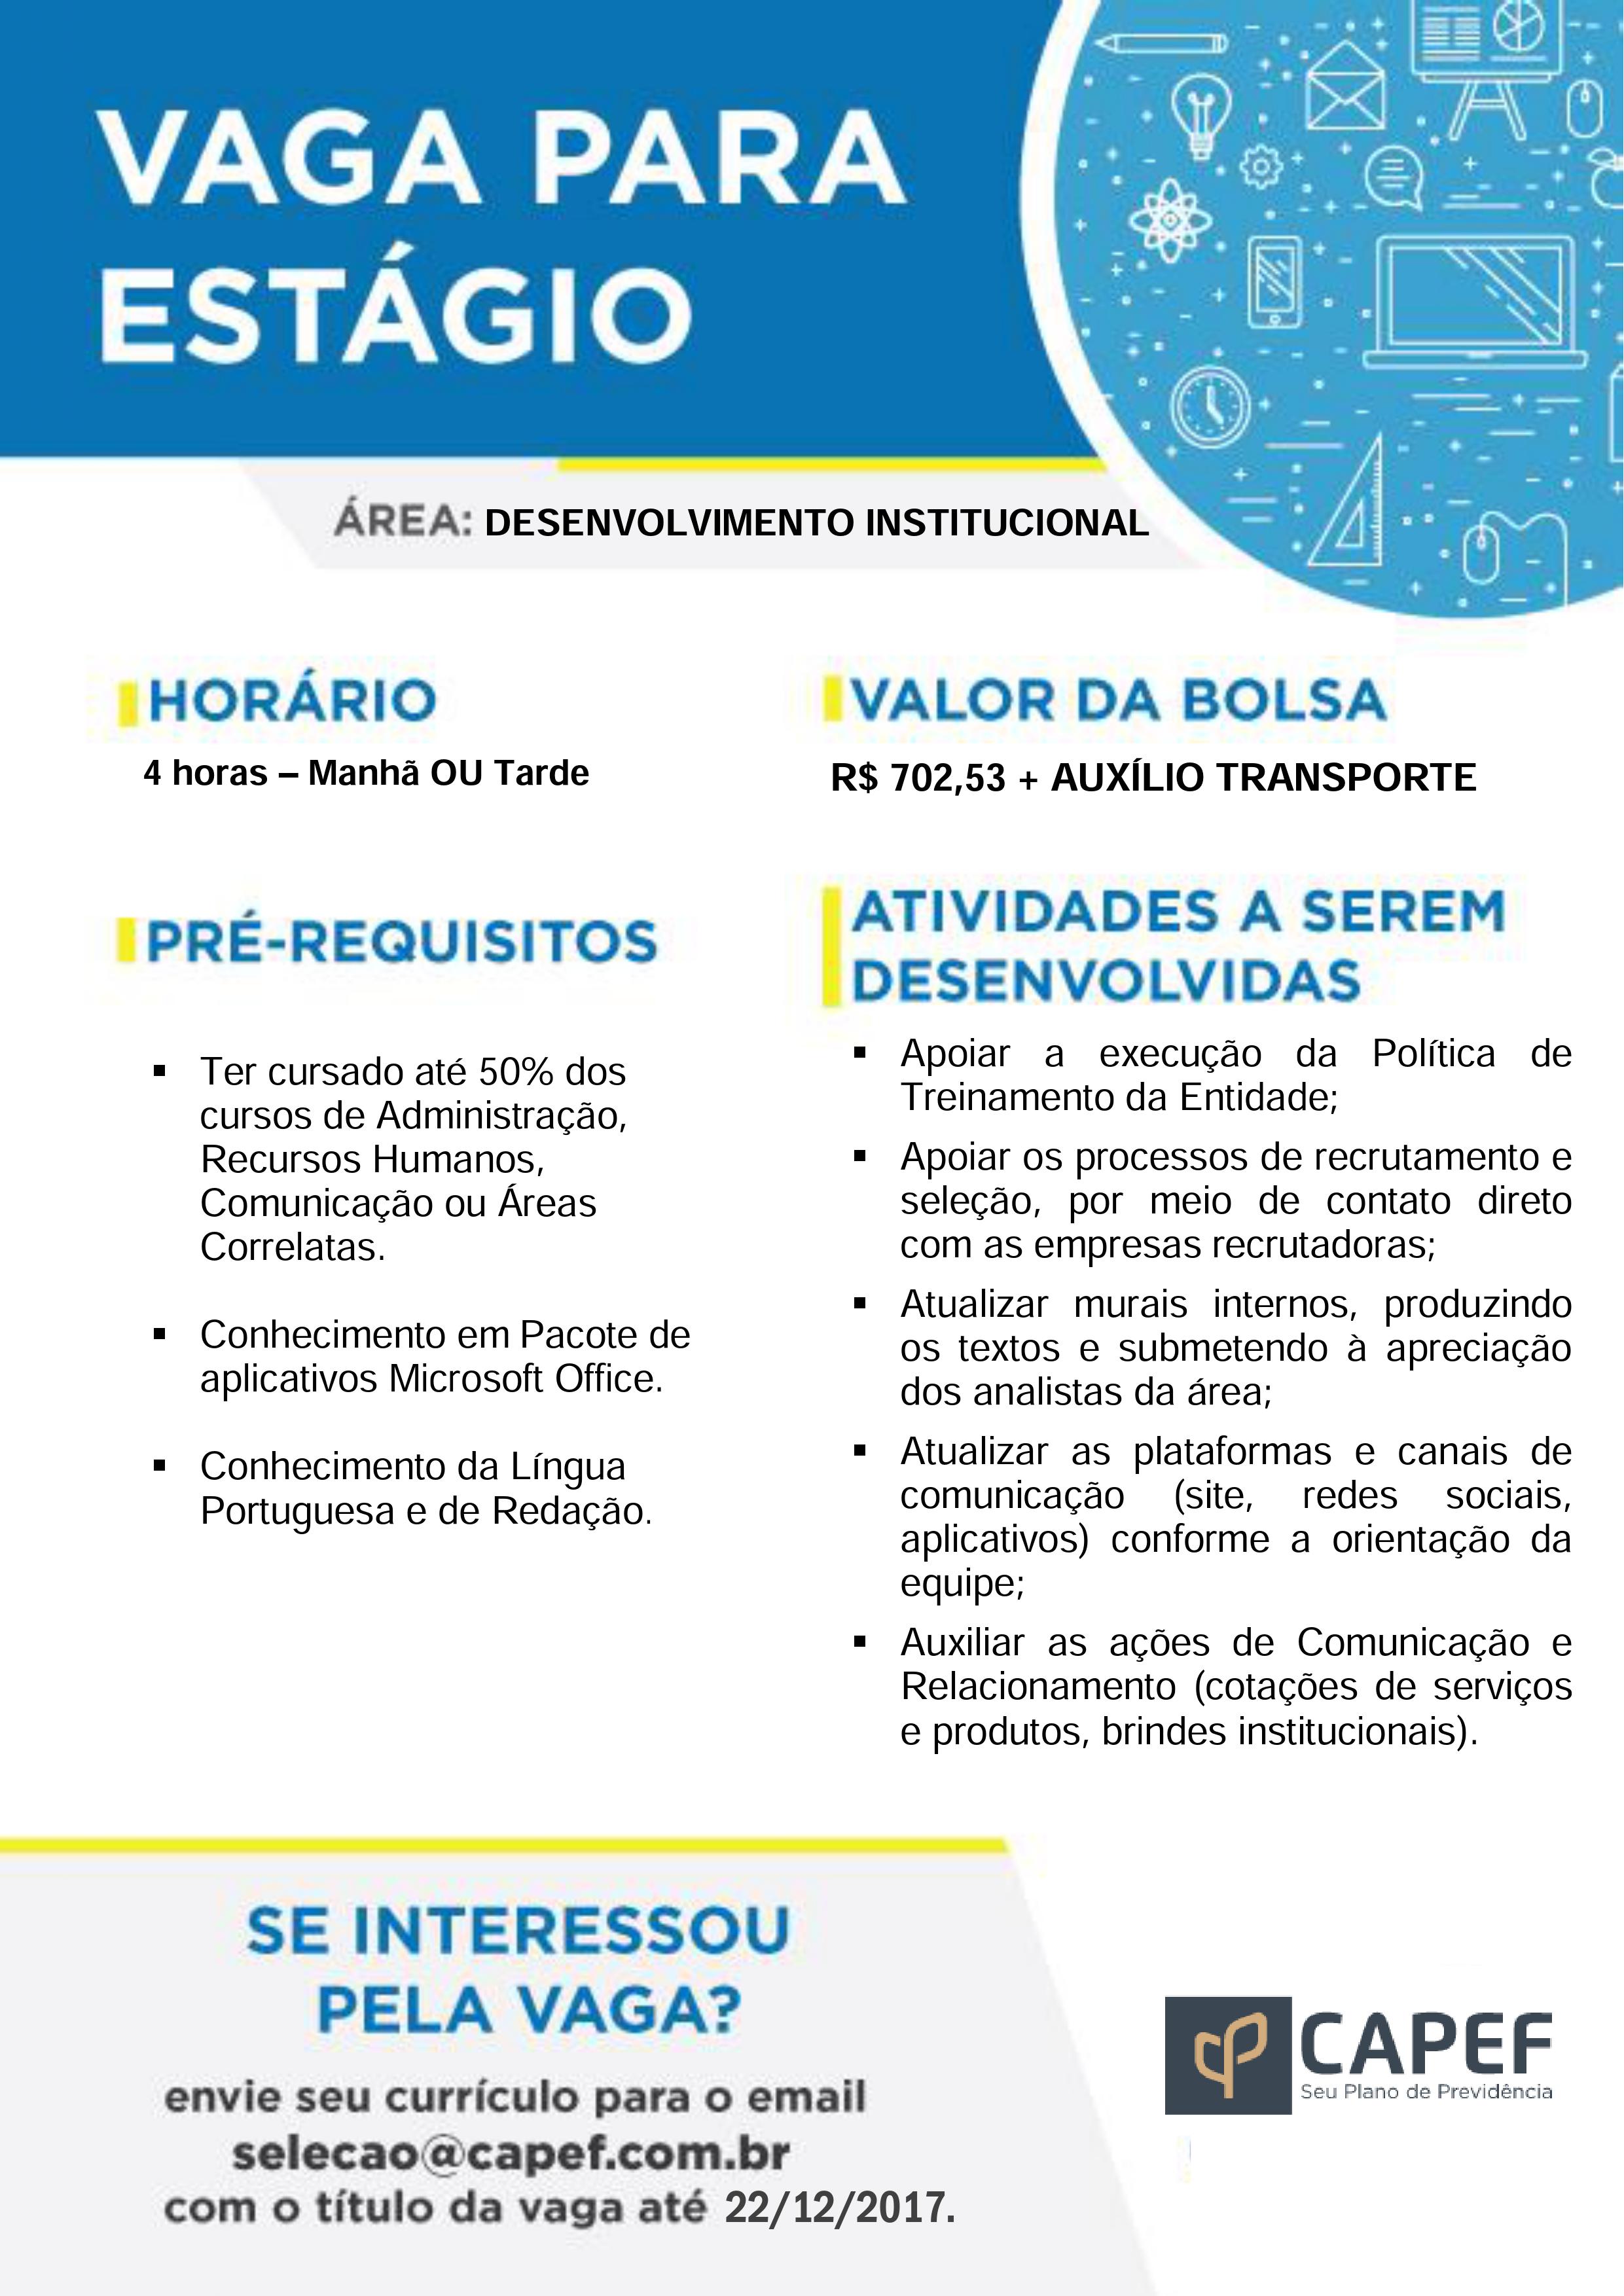 VAGA PARA
ESTÁGIO
ÁREA: DESENVOLVIMENTO INSTITUCIONAL
HORÁRIO
4 horas – Manhã OU Tarde
VALOR DA BOLSA
R$ 702,53 + AUXÍLIO TRANSPORTE
PRÉ-REQUISITOS
▪ Ter cursado até 50% dos
cursos de Administração,
Recursos Humanos,
Comunicação ou Áreas
Correlatas.
▪ Conhecimento em Pacote de
aplicativos Microsoft Office.
▪ Conhecimento da Língua
Portuguesa e de Redação.
ATIVIDADES A SEREM
DESENVOLVIDAS
▪ Apoiar a execução da Política de
Treinamento da Entidade;
▪ Apoiar os processos de recrutamento e
seleção, por meio de contato direto
com as empresas recrutadoras;
▪ Atualizar murais internos, produzindo
os textos e submetendo à apreciação
dos analistas da área;
▪ Atualizar as plataformas e canais de
comunicação (site, redes sociais,
aplicativos) conforme a orientação da
equipe;
▪ Auxiliar as ações de Comunicação e
Relacionamento (cotações de serviços
e produtos, brindes institucionais).
SE INTERESSOU
PELA VAGA?
envie seu currículo para o email
selecao@capef.com.br
com o título da vaga até 22/12/2017.
CAPEF
Seu Plano de Previdência